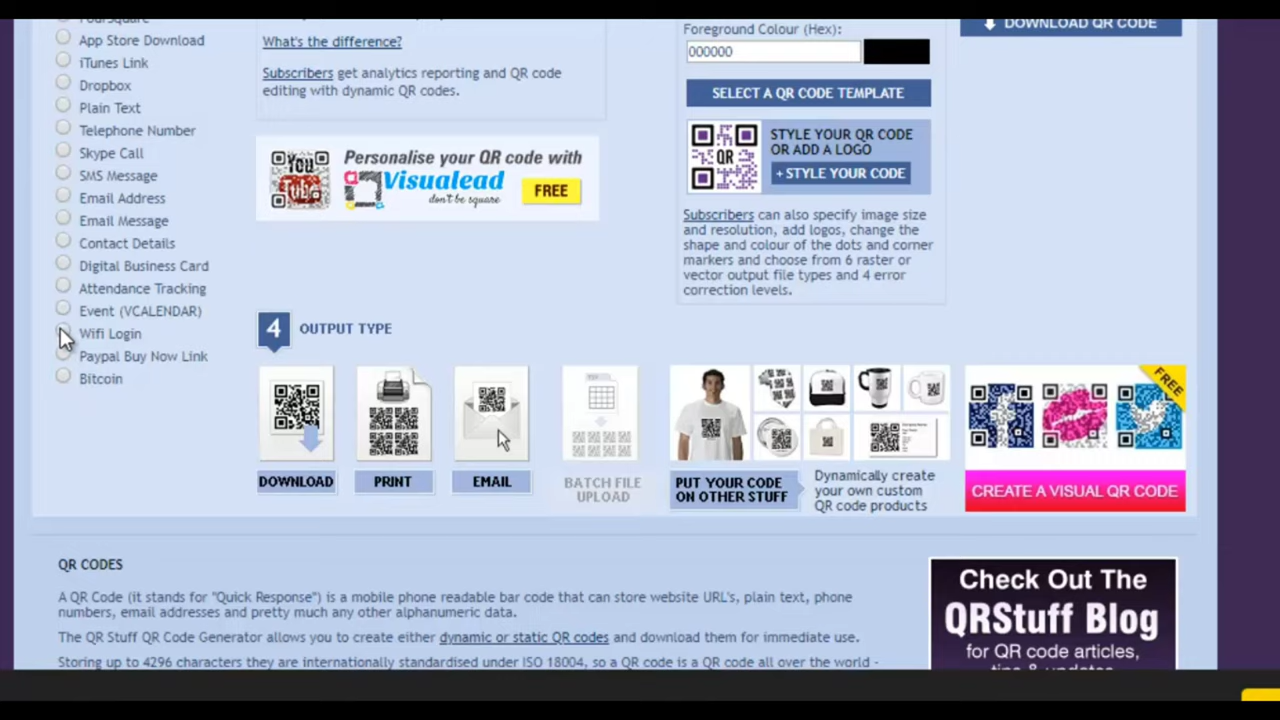 Foursquare
App Store Download
iTunes Link
Dropbox
Plain Text
Telephone Number
Skype Call
SMS Message
Email Address
Email Message
Contact Details
Digital Business Card
Attendance Tracking
Event (VCALENDAR)
Wifi Login
Paypal Buy Now Link
Bitcoin
What's the difference?
Subscribers get analytics reporting and QR code
editing with dynamic QR codes.
You
Tube
Personalise your QR code with
Visualead
don't be square
FREE
Foreground Colour (Hex):
000000
SELECT A QR CODE TEMPLATE
QR
STYLE YOUR QR CODE
OR ADD A LOGO
+ STYLE YOUR CODE
Subscribers can also specify image size
and resolution, add logos, change the
shape and colour of the dots and corner
markers and choose from 6 raster or
vector output file types and 4 error
correction levels.
DOWNLOAD QR CODE
4 OUTPUT TYPE
DOWNLOAD
PRINT
EMAIL
BATCH FILE
UPLOAD
PUT YOUR CODE
ON OTHER STUFF
Dynamically create
your own custom
QR code products
FREE
CREATE A VISUAL QR CODE
QR CODES
A QR Code (it stands for "Quick Response") is a mobile phone readable bar code that can store website URL's, plain text, phone
numbers, email addresses and pretty much any other alphanumeric data.
The QR Stuff QR Code Generator allows you to create either dynamic or static QR codes and download them for immediate use.
Storing up to 4296 characters they are internationally standardised under ISO 18004, so a QR code is a QR code all over the world -
Check Out The
QRStuff Blog
for QR code articles,
tips & updates